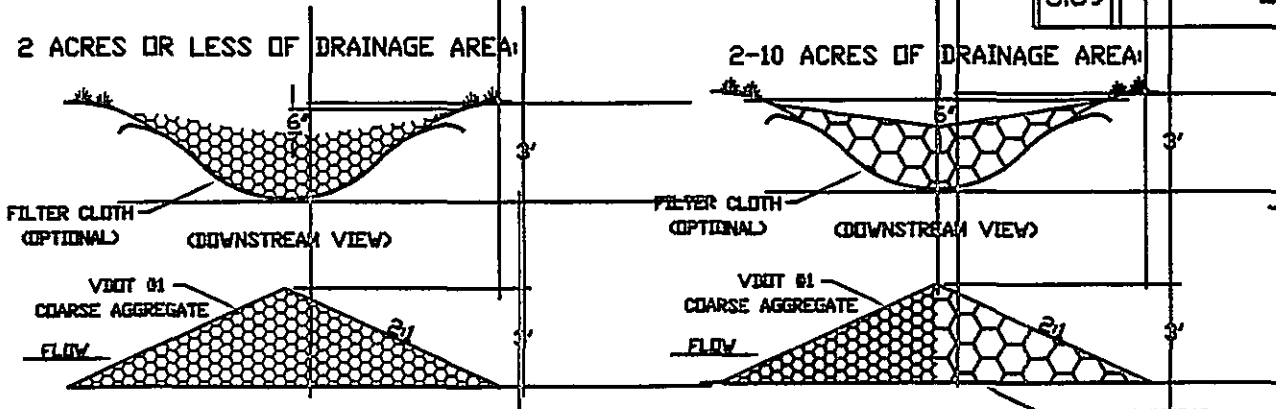 2 ACRES OR LESS OF DRAINAGE AREA:
6"
3'
FILTER CLOTH
(OPTIONAL)
(DOWNSTREAM VIEW)
VDOT #1
COARSE AGGREGATE
FLOW
2:1
3'
2-10 ACRES OF DRAINAGE AREA:
6"
3'
FILTER CLOTH
(OPTIONAL)
(DOWNSTREAM VIEW)
VDOT #1
COARSE AGGREGATE
FLOW
2:1
3'